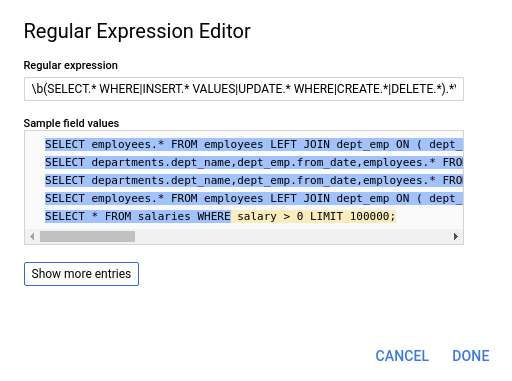 Regular Expression Editor
Regular expression
\b(SELECT.* WHERE|INSERT.* VALUES|UPDATE.* WHERE|CREATE.*|DELETE.*).*
Sample field values
SELECT employees.* FROM employees LEFT JOIN dept_emp ON ( dept_
SELECT departments.dept_name,dept_emp.from_date,employees.* FRO
SELECT departments.dept_name,dept_emp.from_date,employees.* FRO
SELECT employees.* FROM employees LEFT JOIN dept_emp ON ( dept_
SELECT * FROM salaries WHERE salary > 0 LIMIT 100000;
Show more entries
CANCEL DONE